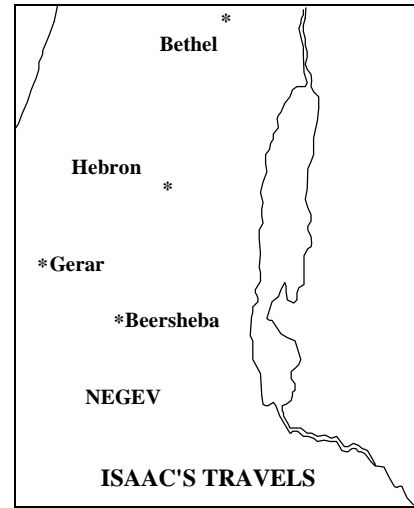 *
Bethel
Hebron
*
*Gerar
*Beersheba
NEGEV
ISAAC'S TRAVELS